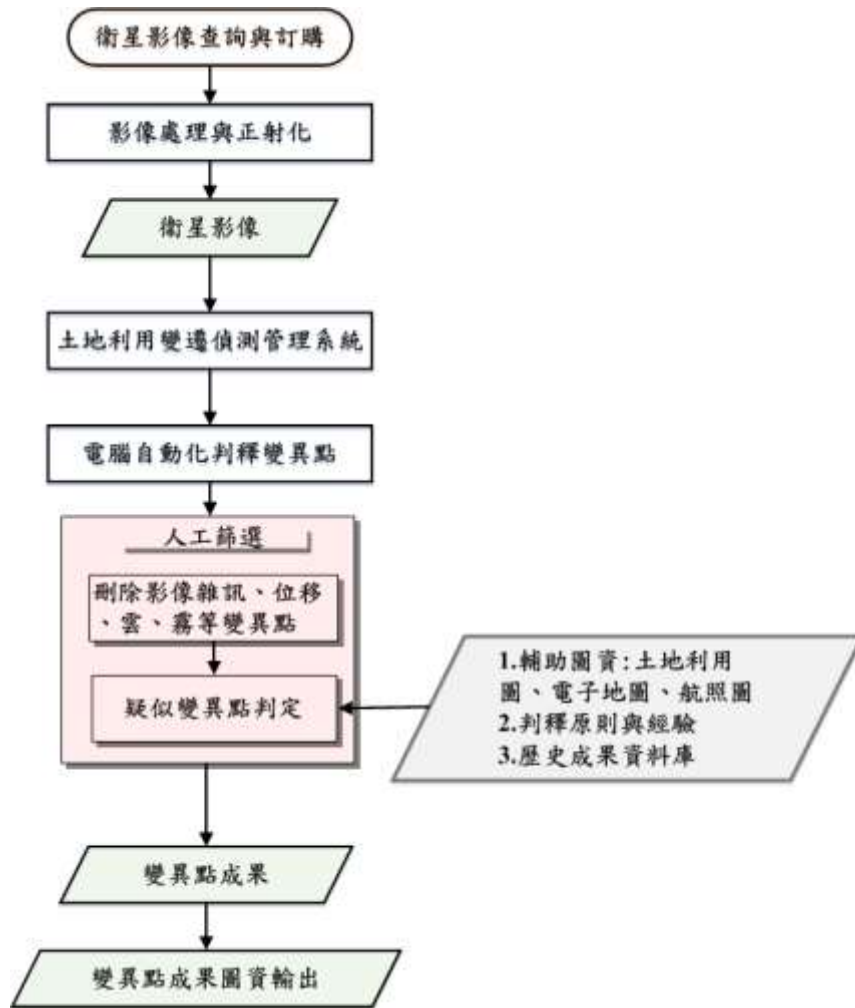 衛星影像查詢與訂購
影像處理與正射化
衛星影像
土地利用變遷偵測管理系統
電腦自動化判釋變異點
人工篩選
刪除影像雜訊、位移
、雲、霧等變異點
疑似變異點判定
1.輔助圖資:土地利用
圖、電子地圖、航照圖
2.判釋原則與經驗
3.歷史成果資料庫
變異點成果
變異點成果圖資輸出